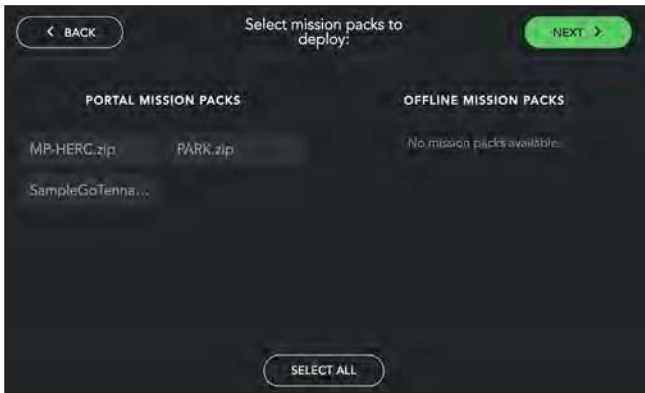 BACK
Select mission packs to
deploy:
NEXT
PORTAL MISSION PACKS
OFFLINE MISSION PACKS
MP-HERC.zip
PARK.zip
No mission packs available.
SampleGoTenna...
SELECT ALL